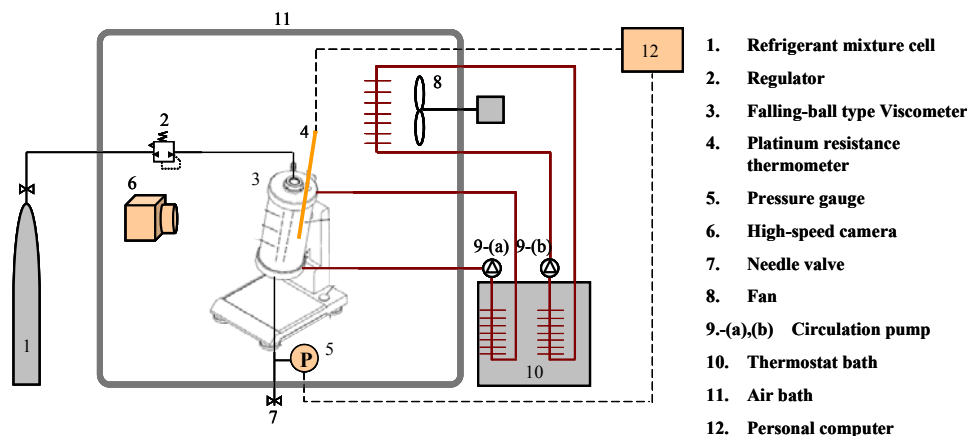 11
12
8
2
4
3
6
9-(a)
9-(b)
1
5
P
10
7
1. Refrigerant mixture cell
2. Regulator
3. Falling-ball type Viscometer
4. Platinum resistance
thermometer
5. Pressure gauge
6. High-speed camera
7. Needle valve
8. Fan
9.-(a),(b) Circulation pump
10. Thermostat bath
11. Air bath
12. Personal computer